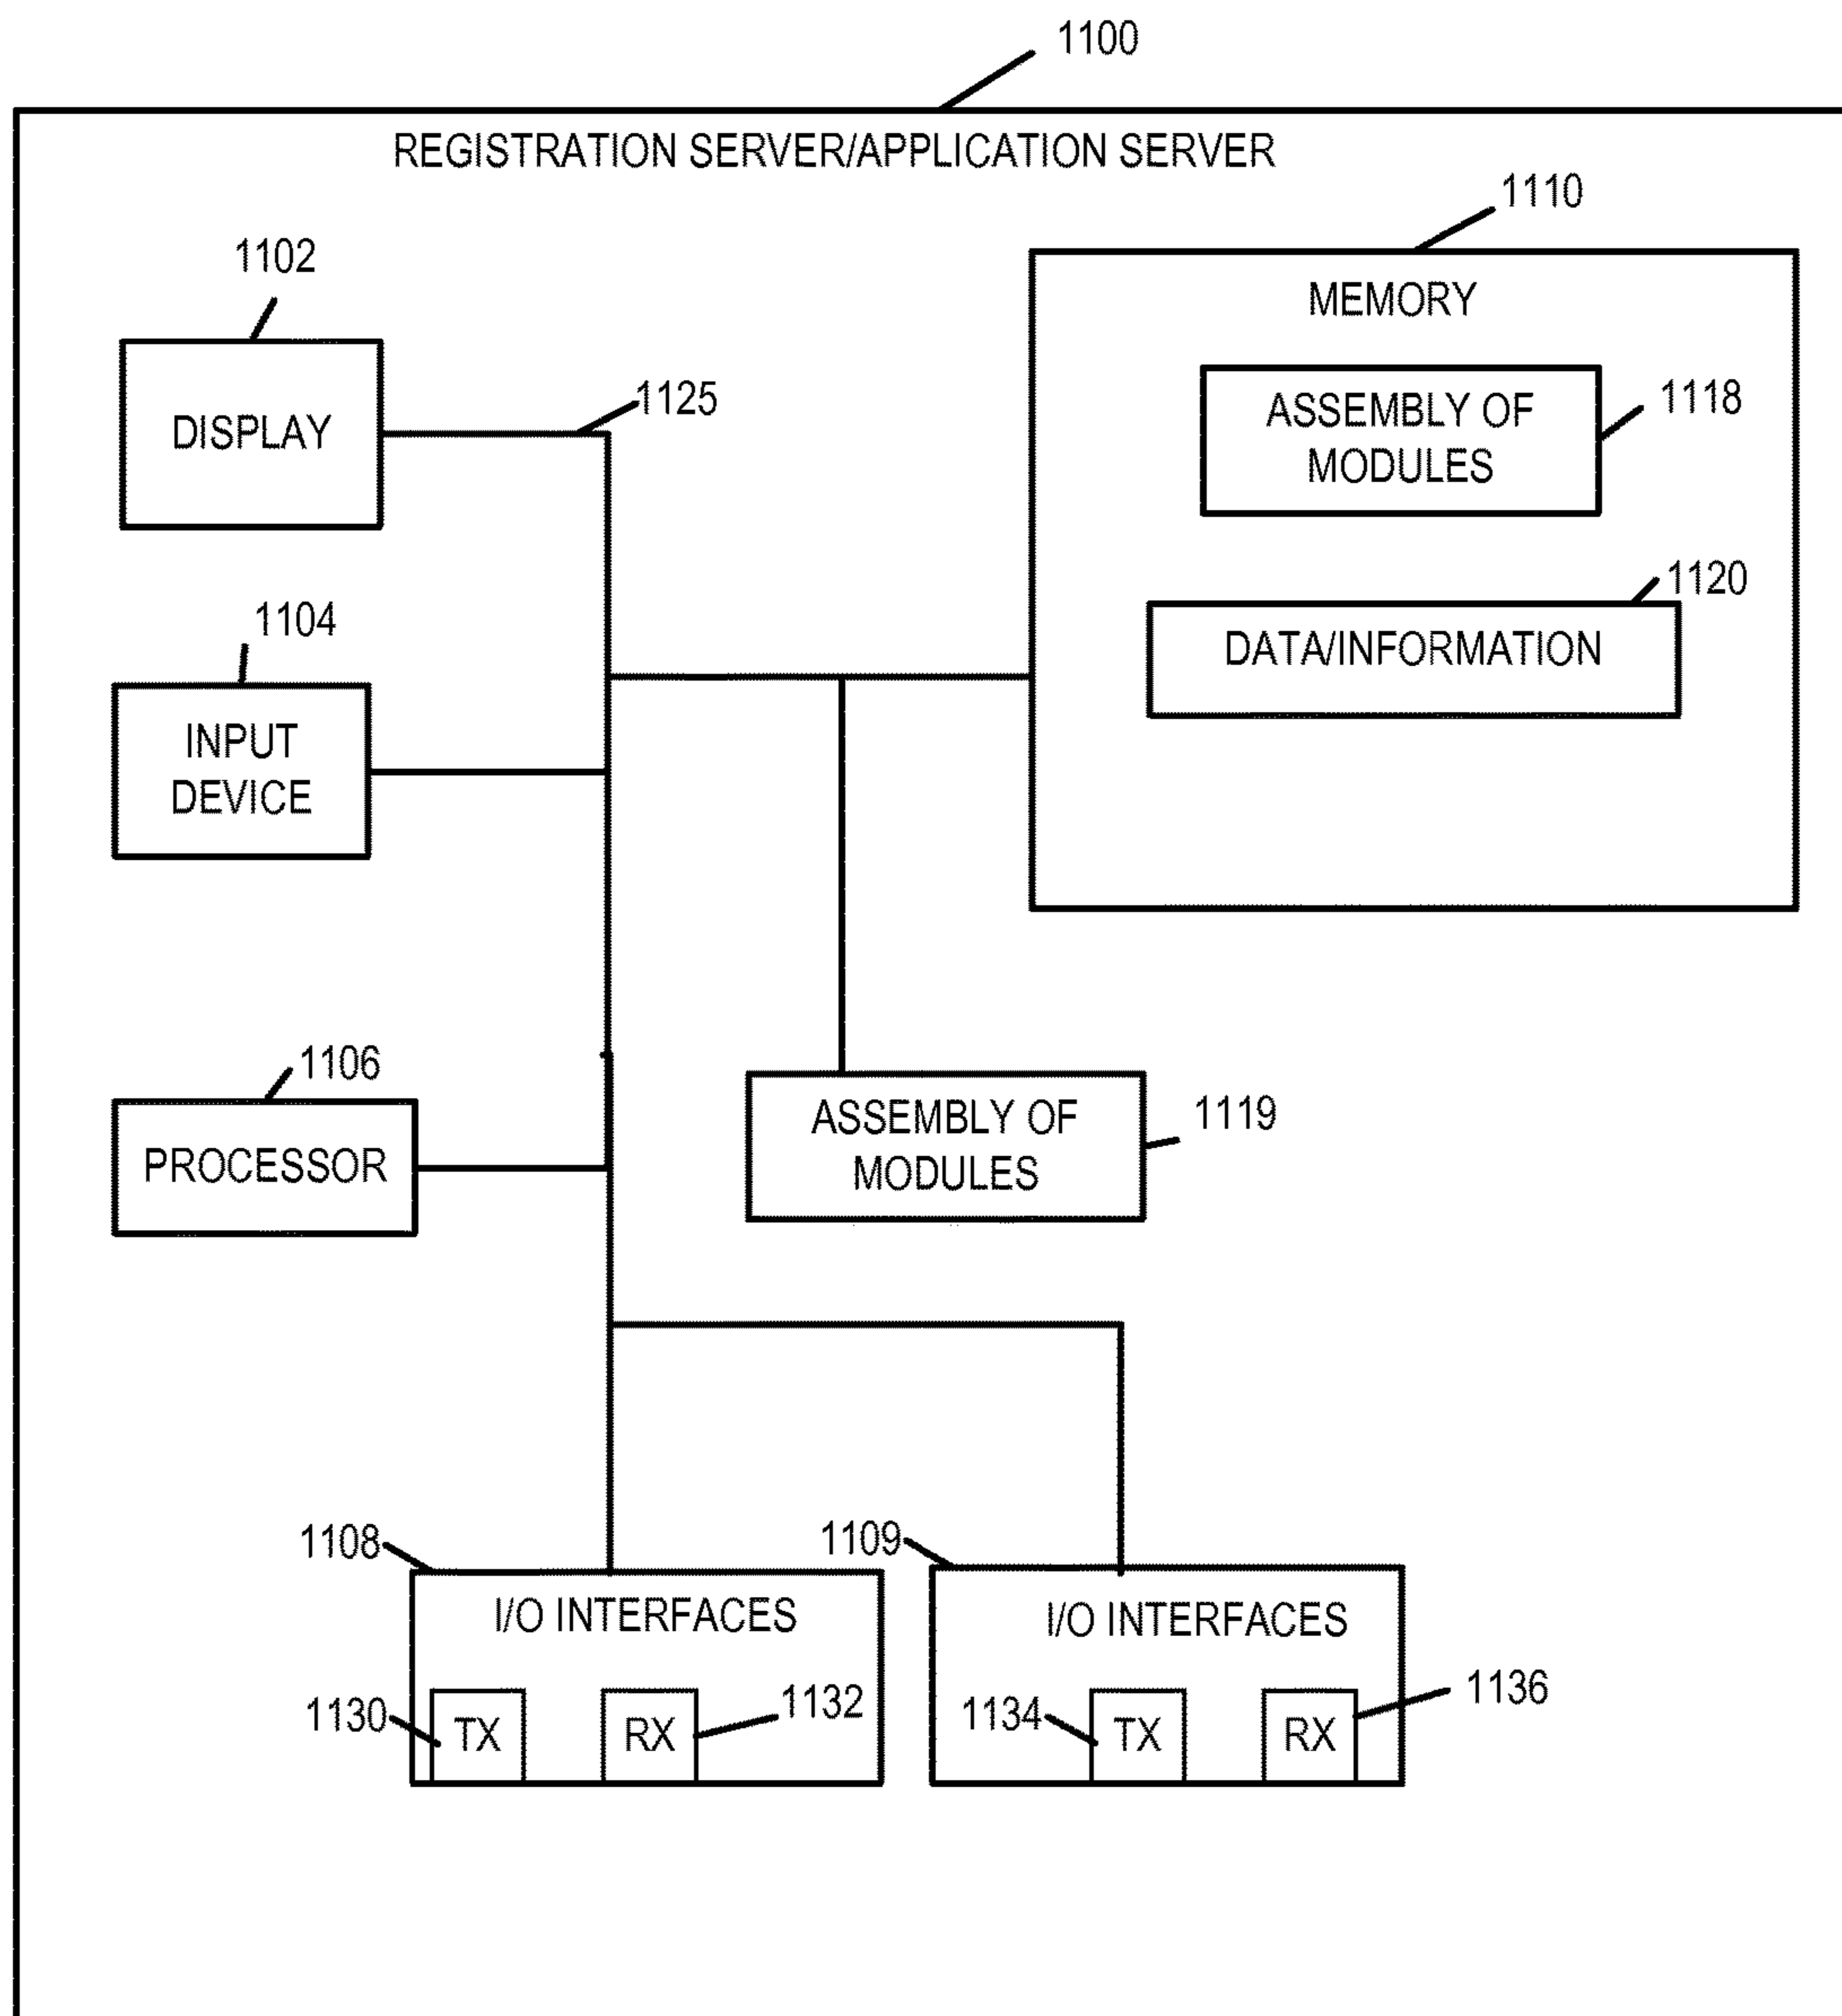 1100
REGISTRATION SERVER/APPLICATION SERVER
1110
MEMORY
1102
DISPLAY
1125
ASSEMBLY OF
MODULES
1118
1120
DATA/INFORMATION
1104
INPUT
DEVICE
1106
PROCESSOR
ASSEMBLY OF
MODULES
1119
1108
I/O INTERFACES
1130
TX
RX
1132
1109
I/O INTERFACES
1134
TX
RX
1136